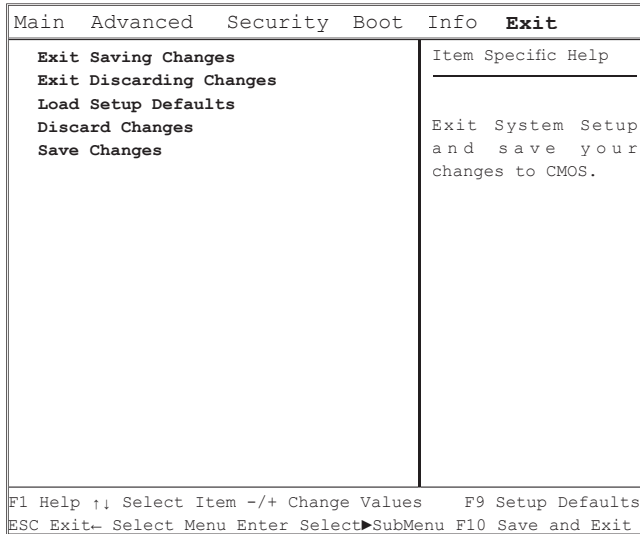 Main Advanced Security Boot Info Exit
Exit Saving Changes
Exit Discarding Changes
Load Setup Defaults
Discard Changes
Save Changes
Item Specific Help
Exit System Setup
and save your
changes to CMOS.
F1 Help ↑↓ Select Item -/+ Change Values F9 Setup Defaults
ESC Exit← Select Menu Enter Select►SubMenu F10 Save and Exit